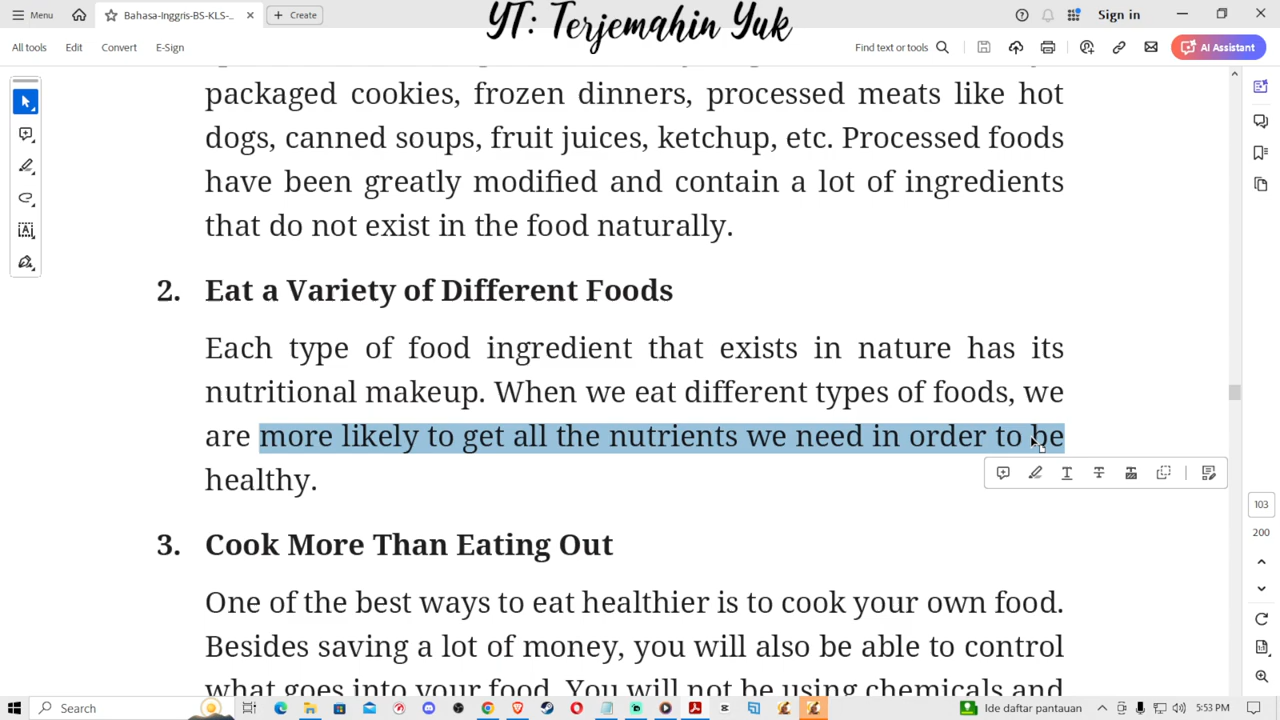 Menu
Bahasa-Inggris-BS-KLS-...
Create
YT: Terjemahin Yuk
Sign in
All tools
Edit
Convert
E-Sign
Find text or tools
AI Assistant
packaged cookies, frozen dinners, processed meats like hot
dogs, canned soups, fruit juices, ketchup, etc. Processed foods
have been greatly modified and contain a lot of ingredients
that do not exist in the food naturally.
2. Eat a Variety of Different Foods
Each type of food ingredient that exists in nature has its
nutritional makeup. When we eat different types of foods, we
are more likely to get all the nutrients we need in order to be
healthy.
3. Cook More Than Eating Out
One of the best ways to eat healthier is to cook your own food.
Besides saving a lot of money, you will also be able to control
what goes into your food. You will not be using chemicals and
103
200
Search
Ide daftar pantauan
5:53 PM